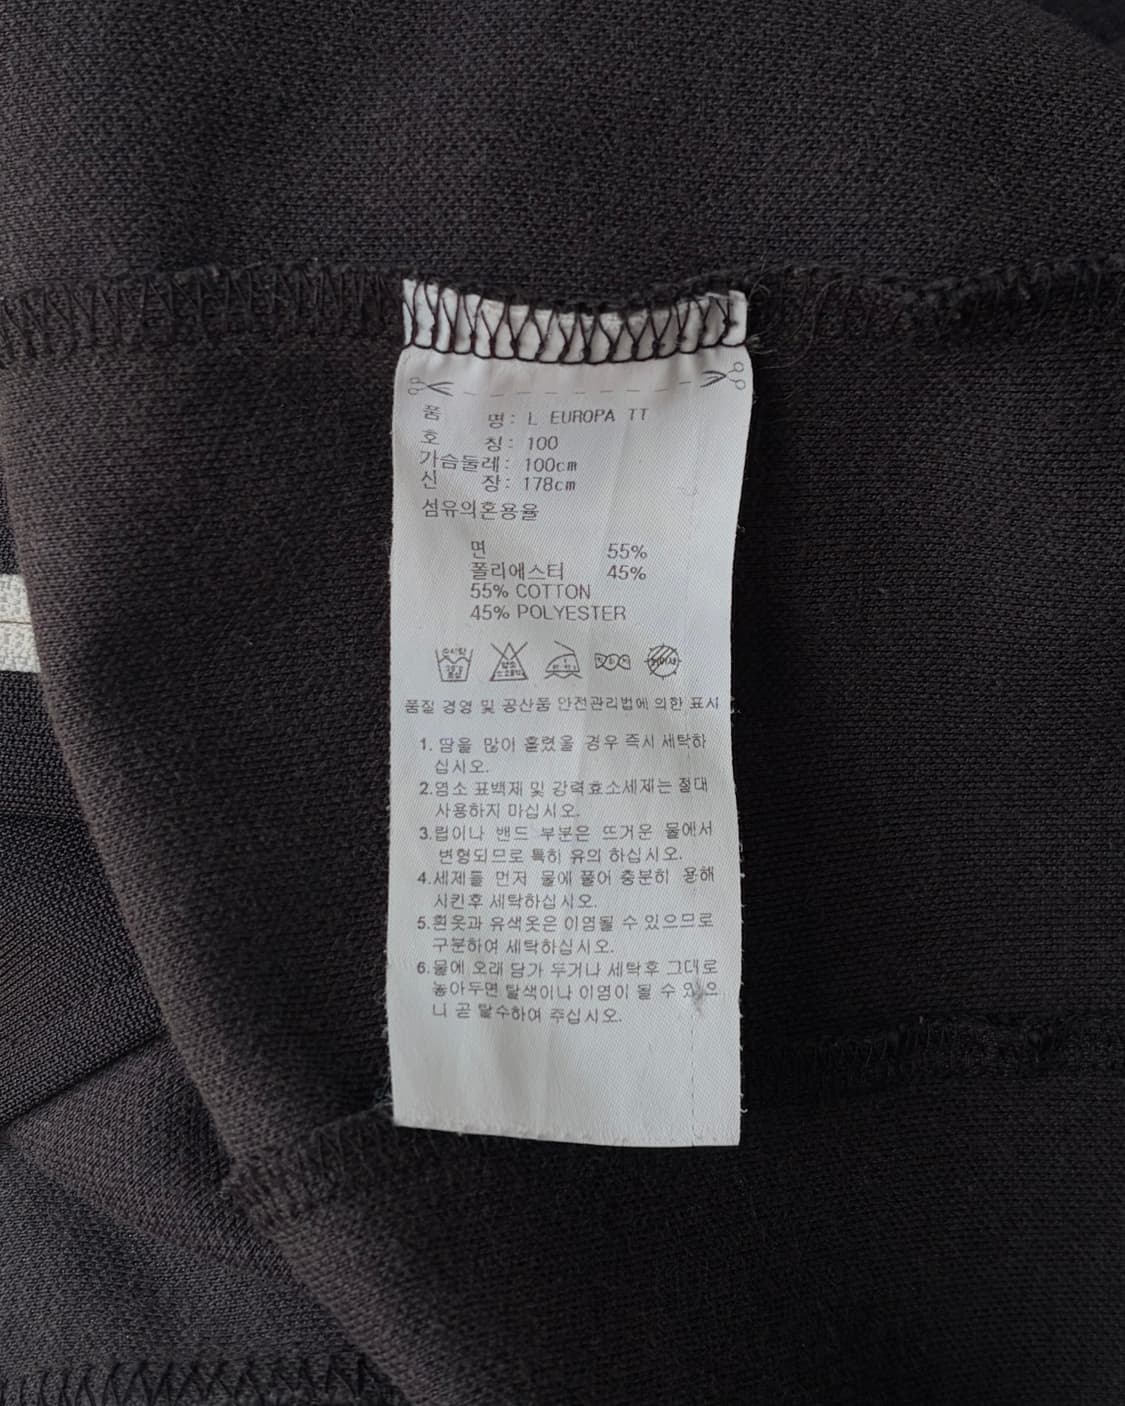 품 명: L EUROPA TT
호 칭: 100
가슴둘레: 100cm
신 장: 178cm
섬유의혼용율
면 55%
폴리에스터 45%
55% COTTON
45% POLYESTER
품질 경영 및 공산품 안전관리법에 의한 표시
1. 땀을 많이 흘렸을 경우 즉시 세탁하
십시오.
2.염소 표백제 및 강력효소세제는 절대
사용하지 마십시오.
3.립이나 밴드 부분은 뜨거운 물에서
변형되므로 특히 유의 하십시오.
4.세제를 먼저 물에 풀어 충분히 용해
시킨후 세탁하십시오.
5.흰옷과 유색옷은 이염될 수 있으므로
구분하여 세탁하십시오.
6.물에 오래 담가 두거나 세탁후 그대로
놓아두면 탈색이나 이염이 될 수 있으
니 곧 탈수하여 주십시오.